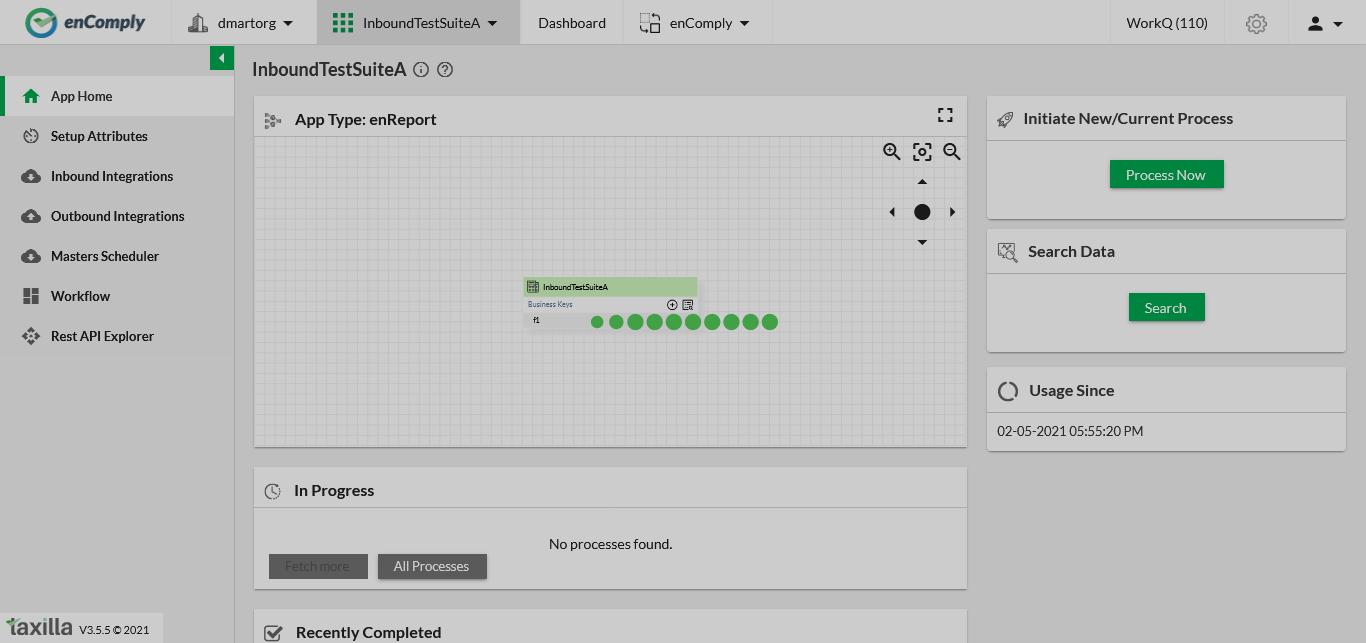 enComply
dmartorg
InboundTestSuiteA
Dashboard
enComply
WorkQ (110)
App Home
Setup Attributes
Inbound Integrations
Outbound Integrations
Masters Scheduler
Workflow
Rest API Explorer
taxilla V3.5.5 © 2021
InboundTestSuiteA
App Type: enReport
InboundTestSuiteA
Business Keys
f1
In Progress
No processes found.
Fetch more
All Processes
Recently Completed
Initiate New/Current Process
Process Now
Search Data
Search
Usage Since
02-05-2021 05:55:20 PM